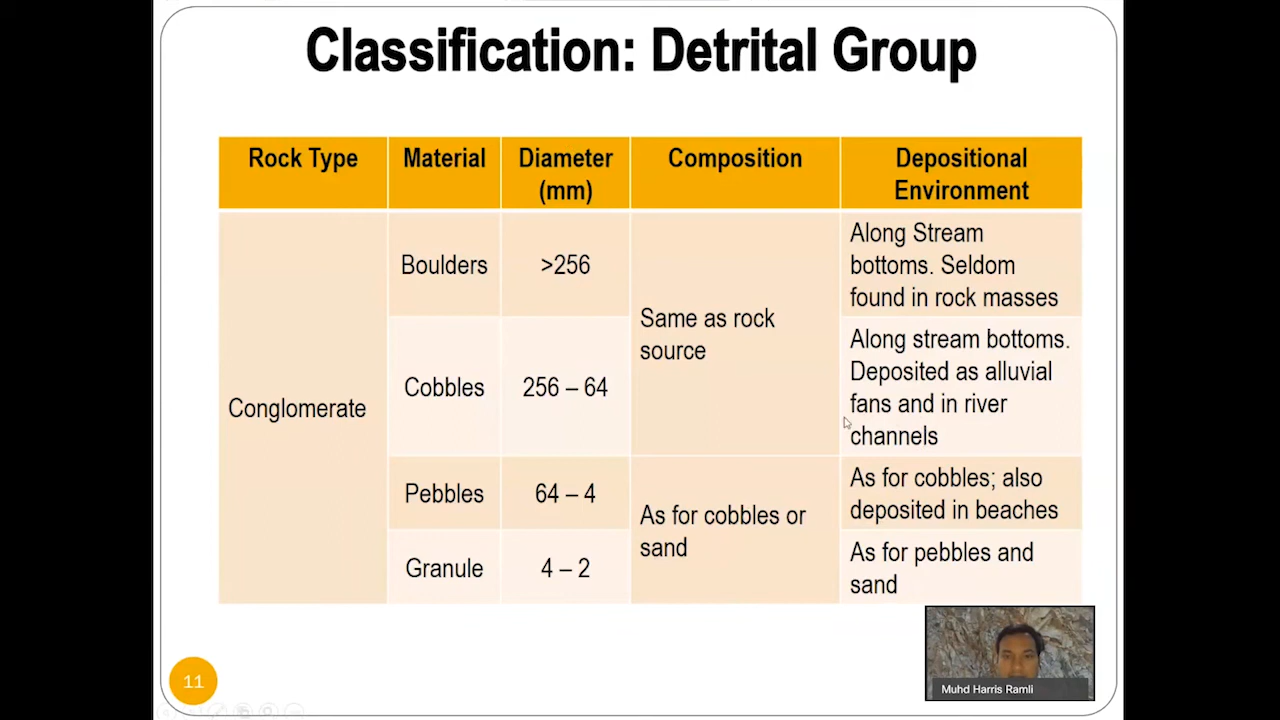 Classification: Detrital Group
Rock Type
Material
Diameter
(mm)
Composition
Depositional
Environment
Conglomerate
Boulders
>256
Same as rock
source
Along Stream
bottoms. Seldom
found in rock masses
Cobbles
256 – 64
Along stream bottoms.
Deposited as alluvial
fans and in river
channels
Pebbles
64 – 4
As for cobbles or
sand
As for cobbles; also
deposited in beaches
Granule
4 – 2
As for pebbles and
sand
11
Muhd Harris Ramli